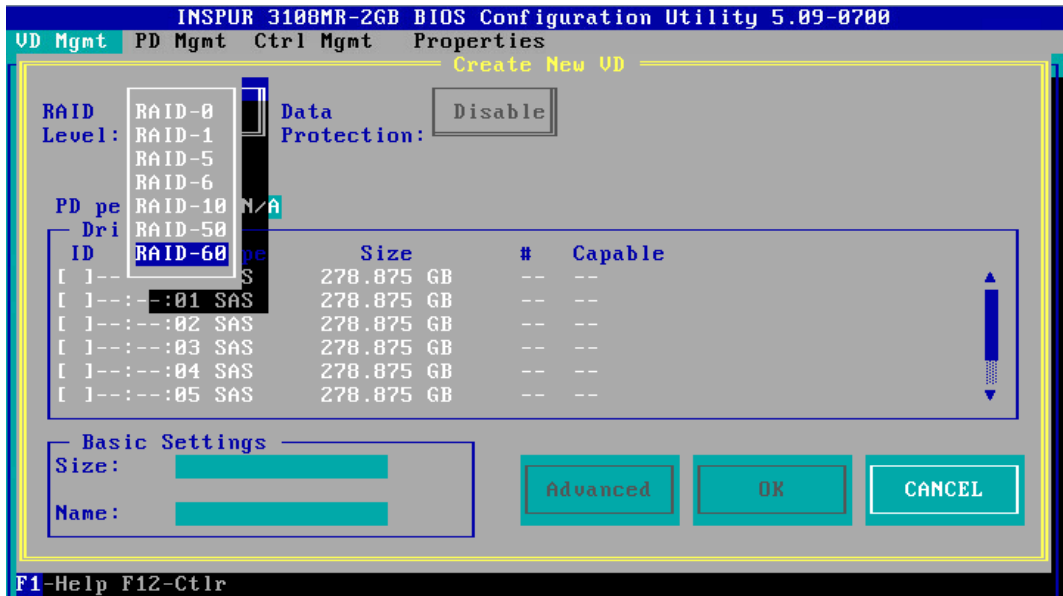 INSPUR 3108MR-2GB BIOS Configuration Utility 5.09-0700
VD Mgmt PD Mgmt Ctrl Mgmt Properties
Create New VD
RAID Level:
RAID-0
RAID-1
RAID-5
RAID-6
RAID-10
RAID-50
RAID-60
Data Protection:
Disable
PD pe N/A
Dri
ID pe Size # Capable
[ ]-- S 278.875 GB -- --
[ ]--:--:01 SAS 278.875 GB -- --
[ ]--:--:02 SAS 278.875 GB -- --
[ ]--:--:03 SAS 278.875 GB -- --
[ ]--:--:04 SAS 278.875 GB -- --
[ ]--:--:05 SAS 278.875 GB -- --
Basic Settings
Size:
Name:
Advanced OK CANCEL
F1-Help F12-Ctlr